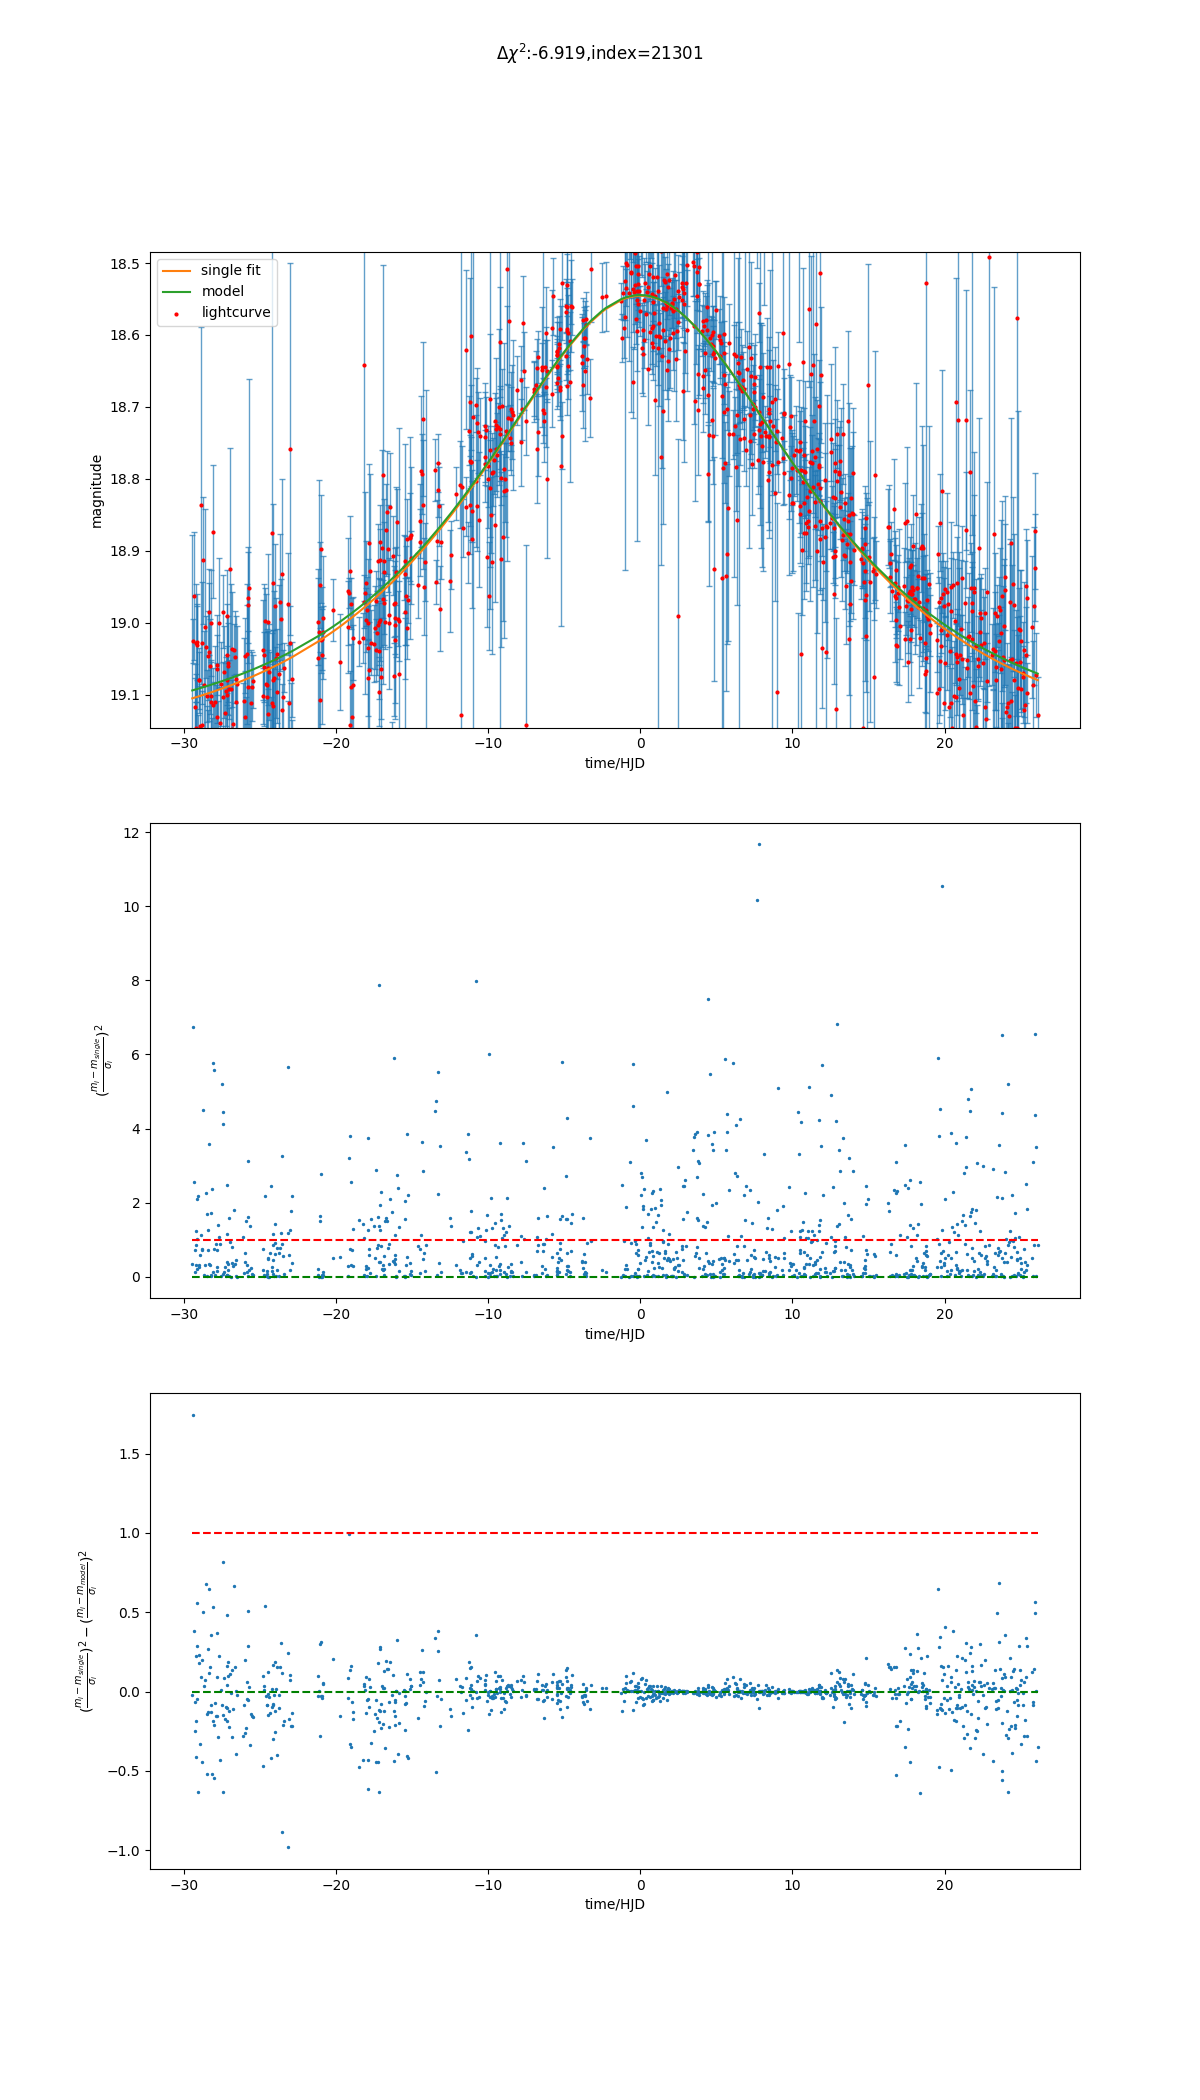 Δχ²:-6.919,index=21301
single fit
model
lightcurve
18.5
18.6
18.7
18.8
18.9
19.0
19.1
magnitude
−30 −20 −10 0 10 20
time/HJD
12
10
8
6
4
2
0
(m_i − m_single / σ_i)²
−30 −20 −10 0 10 20
time/HJD
1.5
1.0
0.5
0.0
−0.5
−1.0
(m_i − m_single / σ_i)² − (m_i − m_model / σ_i)²
−30 −20 −10 0 10 20
time/HJD